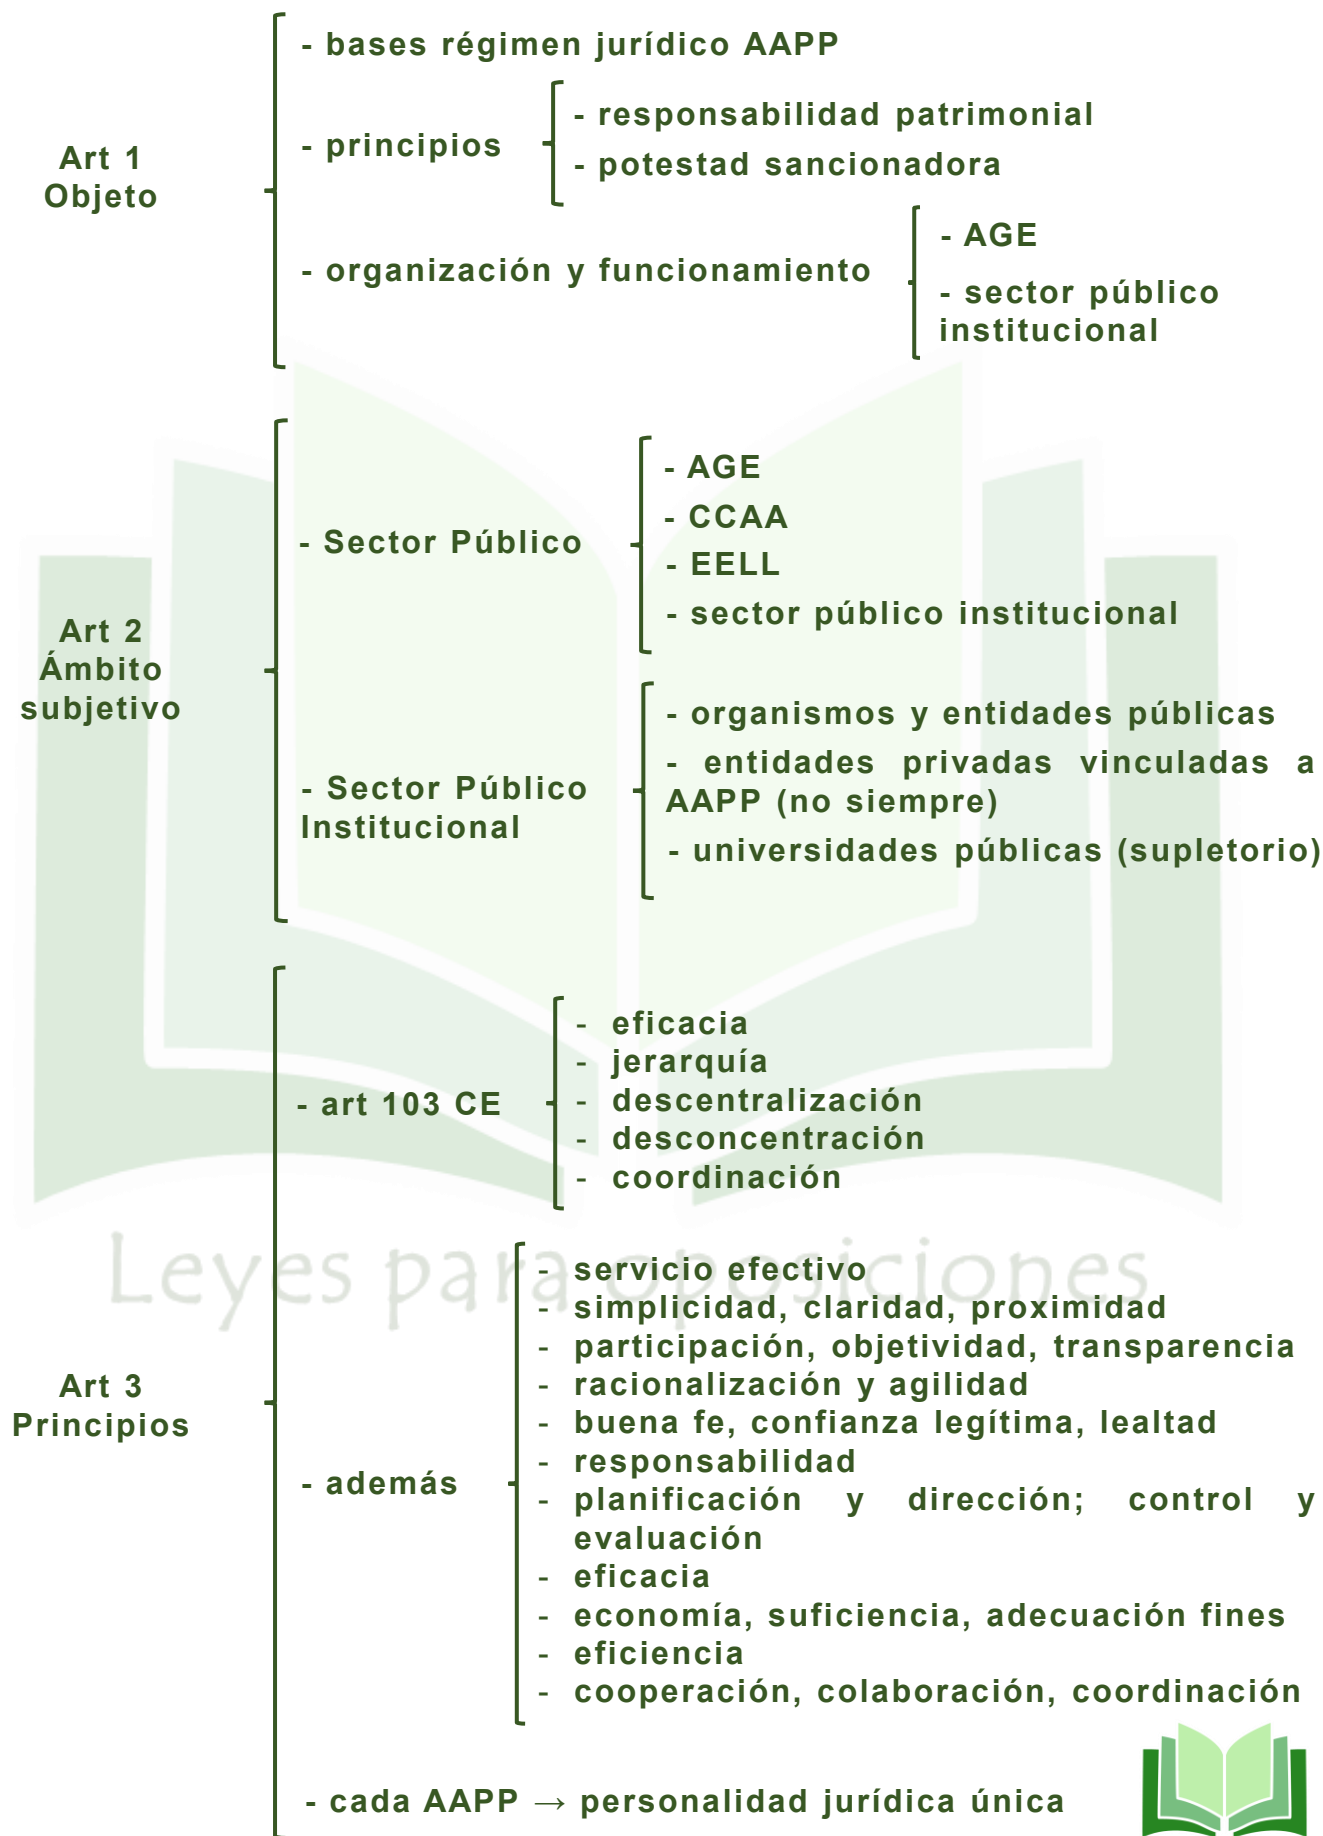 Art 1
Objeto
- bases régimen jurídico AAPP
- principios
- responsabilidad patrimonial
- potestad sancionadora
- organización y funcionamiento
- AGE
- sector público
institucional
Art 2
Ámbito
subjetivo
- Sector Público
- AGE
- CCAA
- EELL
- sector público institucional
- Sector Público
Institucional
- organismos y entidades públicas
- entidades privadas vinculadas a
AAPP (no siempre)
- universidades públicas (supletorio)
Art 3
Principios
- art 103 CE
- eficacia
- jerarquía
- descentralización
- desconcentración
- coordinación
Leyes para oposiciones
- además
- servicio efectivo
- simplicidad, claridad, proximidad
- participación, objetividad, transparencia
- racionalización y agilidad
- buena fe, confianza legítima, lealtad
- responsabilidad
- planificación y dirección; control y
evaluación
- eficacia
- economía, suficiencia, adecuación fines
- eficiencia
- cooperación, colaboración, coordinación
- cada AAPP → personalidad jurídica única